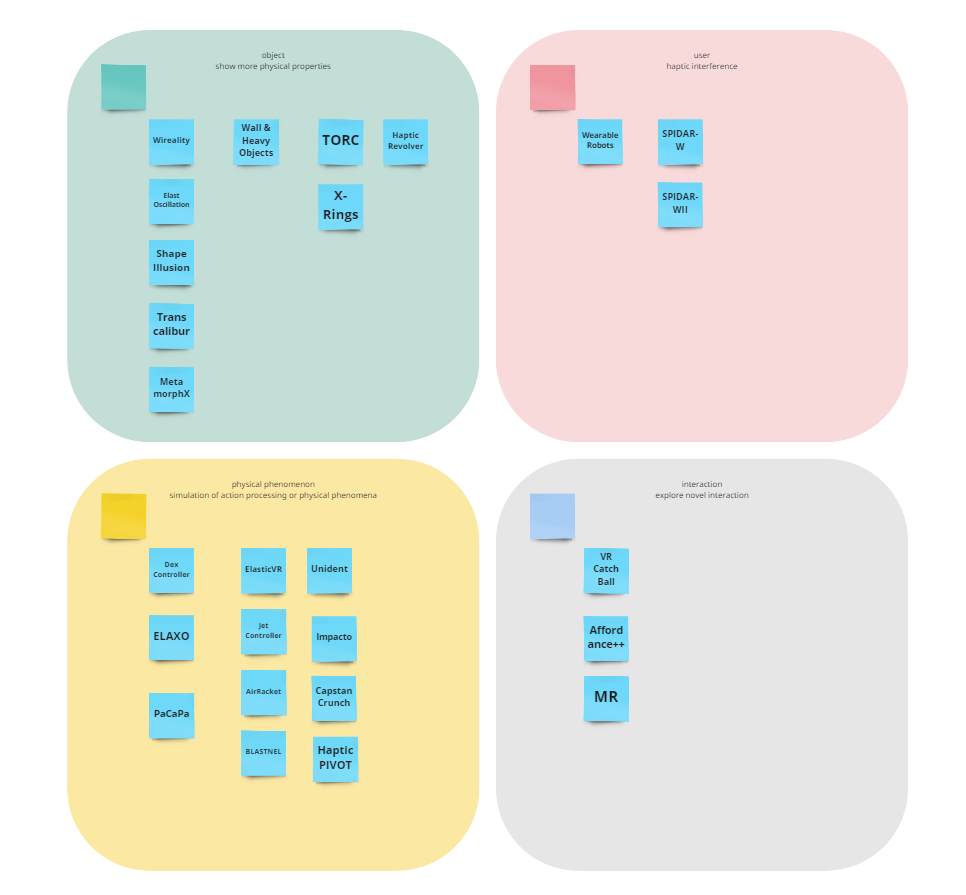 object
show more physical properties
Wireality
Wall &
Heavy
Objects
TORC
Haptic
Revolver
Elast
Oscillation
X-
Rings
Shape
Illusion
Trans
calibur
Meta
morphX
user
haptic interference
Wearable
Robots
SPIDAR-
W
SPIDAR-
WII
physical phenomenon
simulation of action processing or physical phenomena
Dex
Controller
ElasticVR
Unident
ELAXO
Jet
Controller
Impacto
PaCaPa
AirRacket
Capstan
Crunch
BLASTNEL
Haptic
PIVOT
interaction
explore novel interaction
VR
Catch
Ball
Afford
ance++
MR